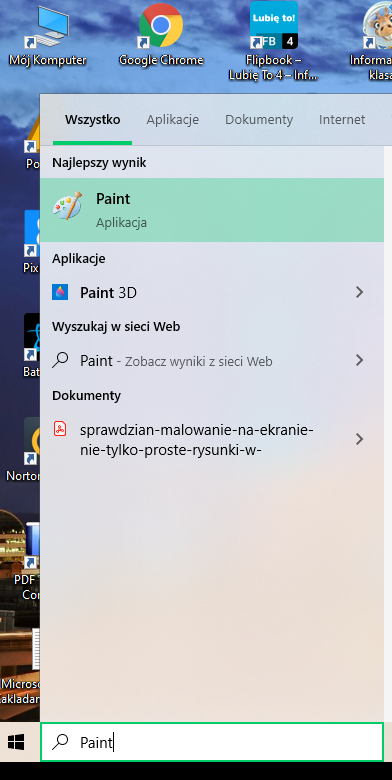 Mój Komputer
Google Chrome
Lubię to!
FB 4
Flipbook –
Lubię To 4 – Inf...
Informa
klasa
Wszystko
Aplikacje
Dokumenty
Internet
Najlepszy wynik
Paint
Aplikacja
Aplikacje
Paint 3D
Wyszukaj w sieci Web
Paint - Zobacz wyniki z sieci Web
Dokumenty
sprawdzian-malowanie-na-ekranie-
nie-tylko-proste-rysunki-w-
Po
Pix
Bat
Norton
PDF
Co
Micros
akladar
Paint